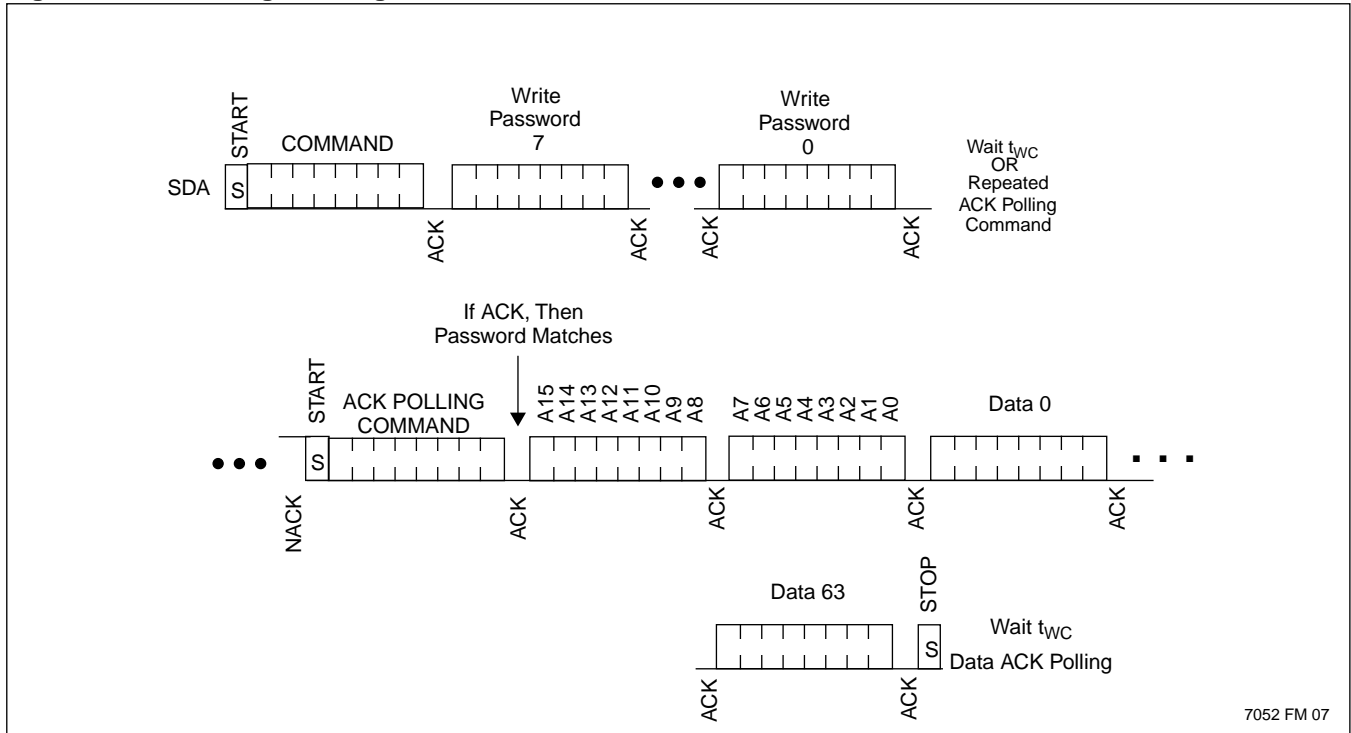 START
COMMAND
Write
Password
7
Write
Password
0
SDA
S
Wait tWC
OR
Repeated
ACK Polling
Command
ACK
ACK
ACK
ACK
If ACK, Then
Password Matches
START
ACK POLLING
COMMAND
A15
A14
A13
A12
A11
A10
A9
A8
A7
A6
A5
A4
A3
A2
A1
A0
Data 0
S
NACK
ACK
ACK
ACK
ACK
Data 63
STOP
S
Wait tWC
Data ACK Polling
ACK
ACK
7052 FM 07